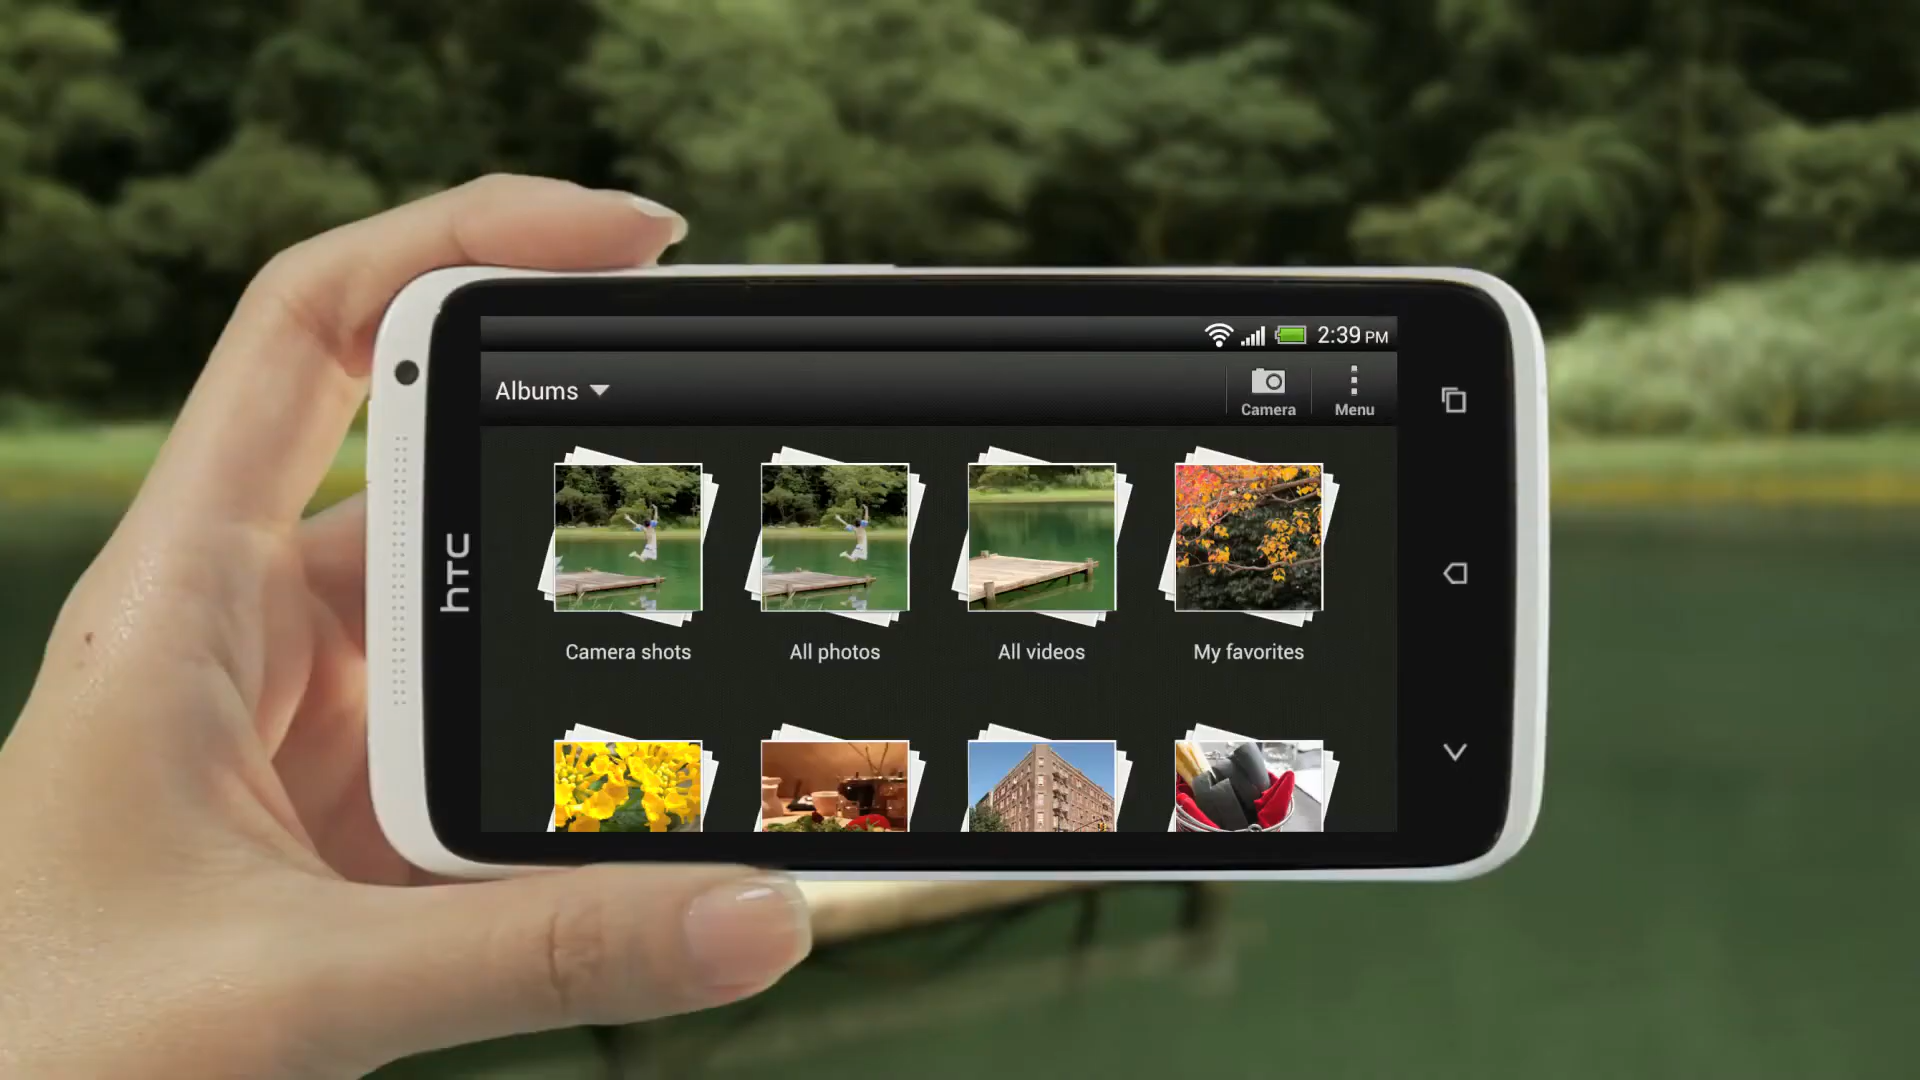 2:39 PM
Albums
Camera
Menu
hTC
Camera shots
All photos
All videos
My favorites